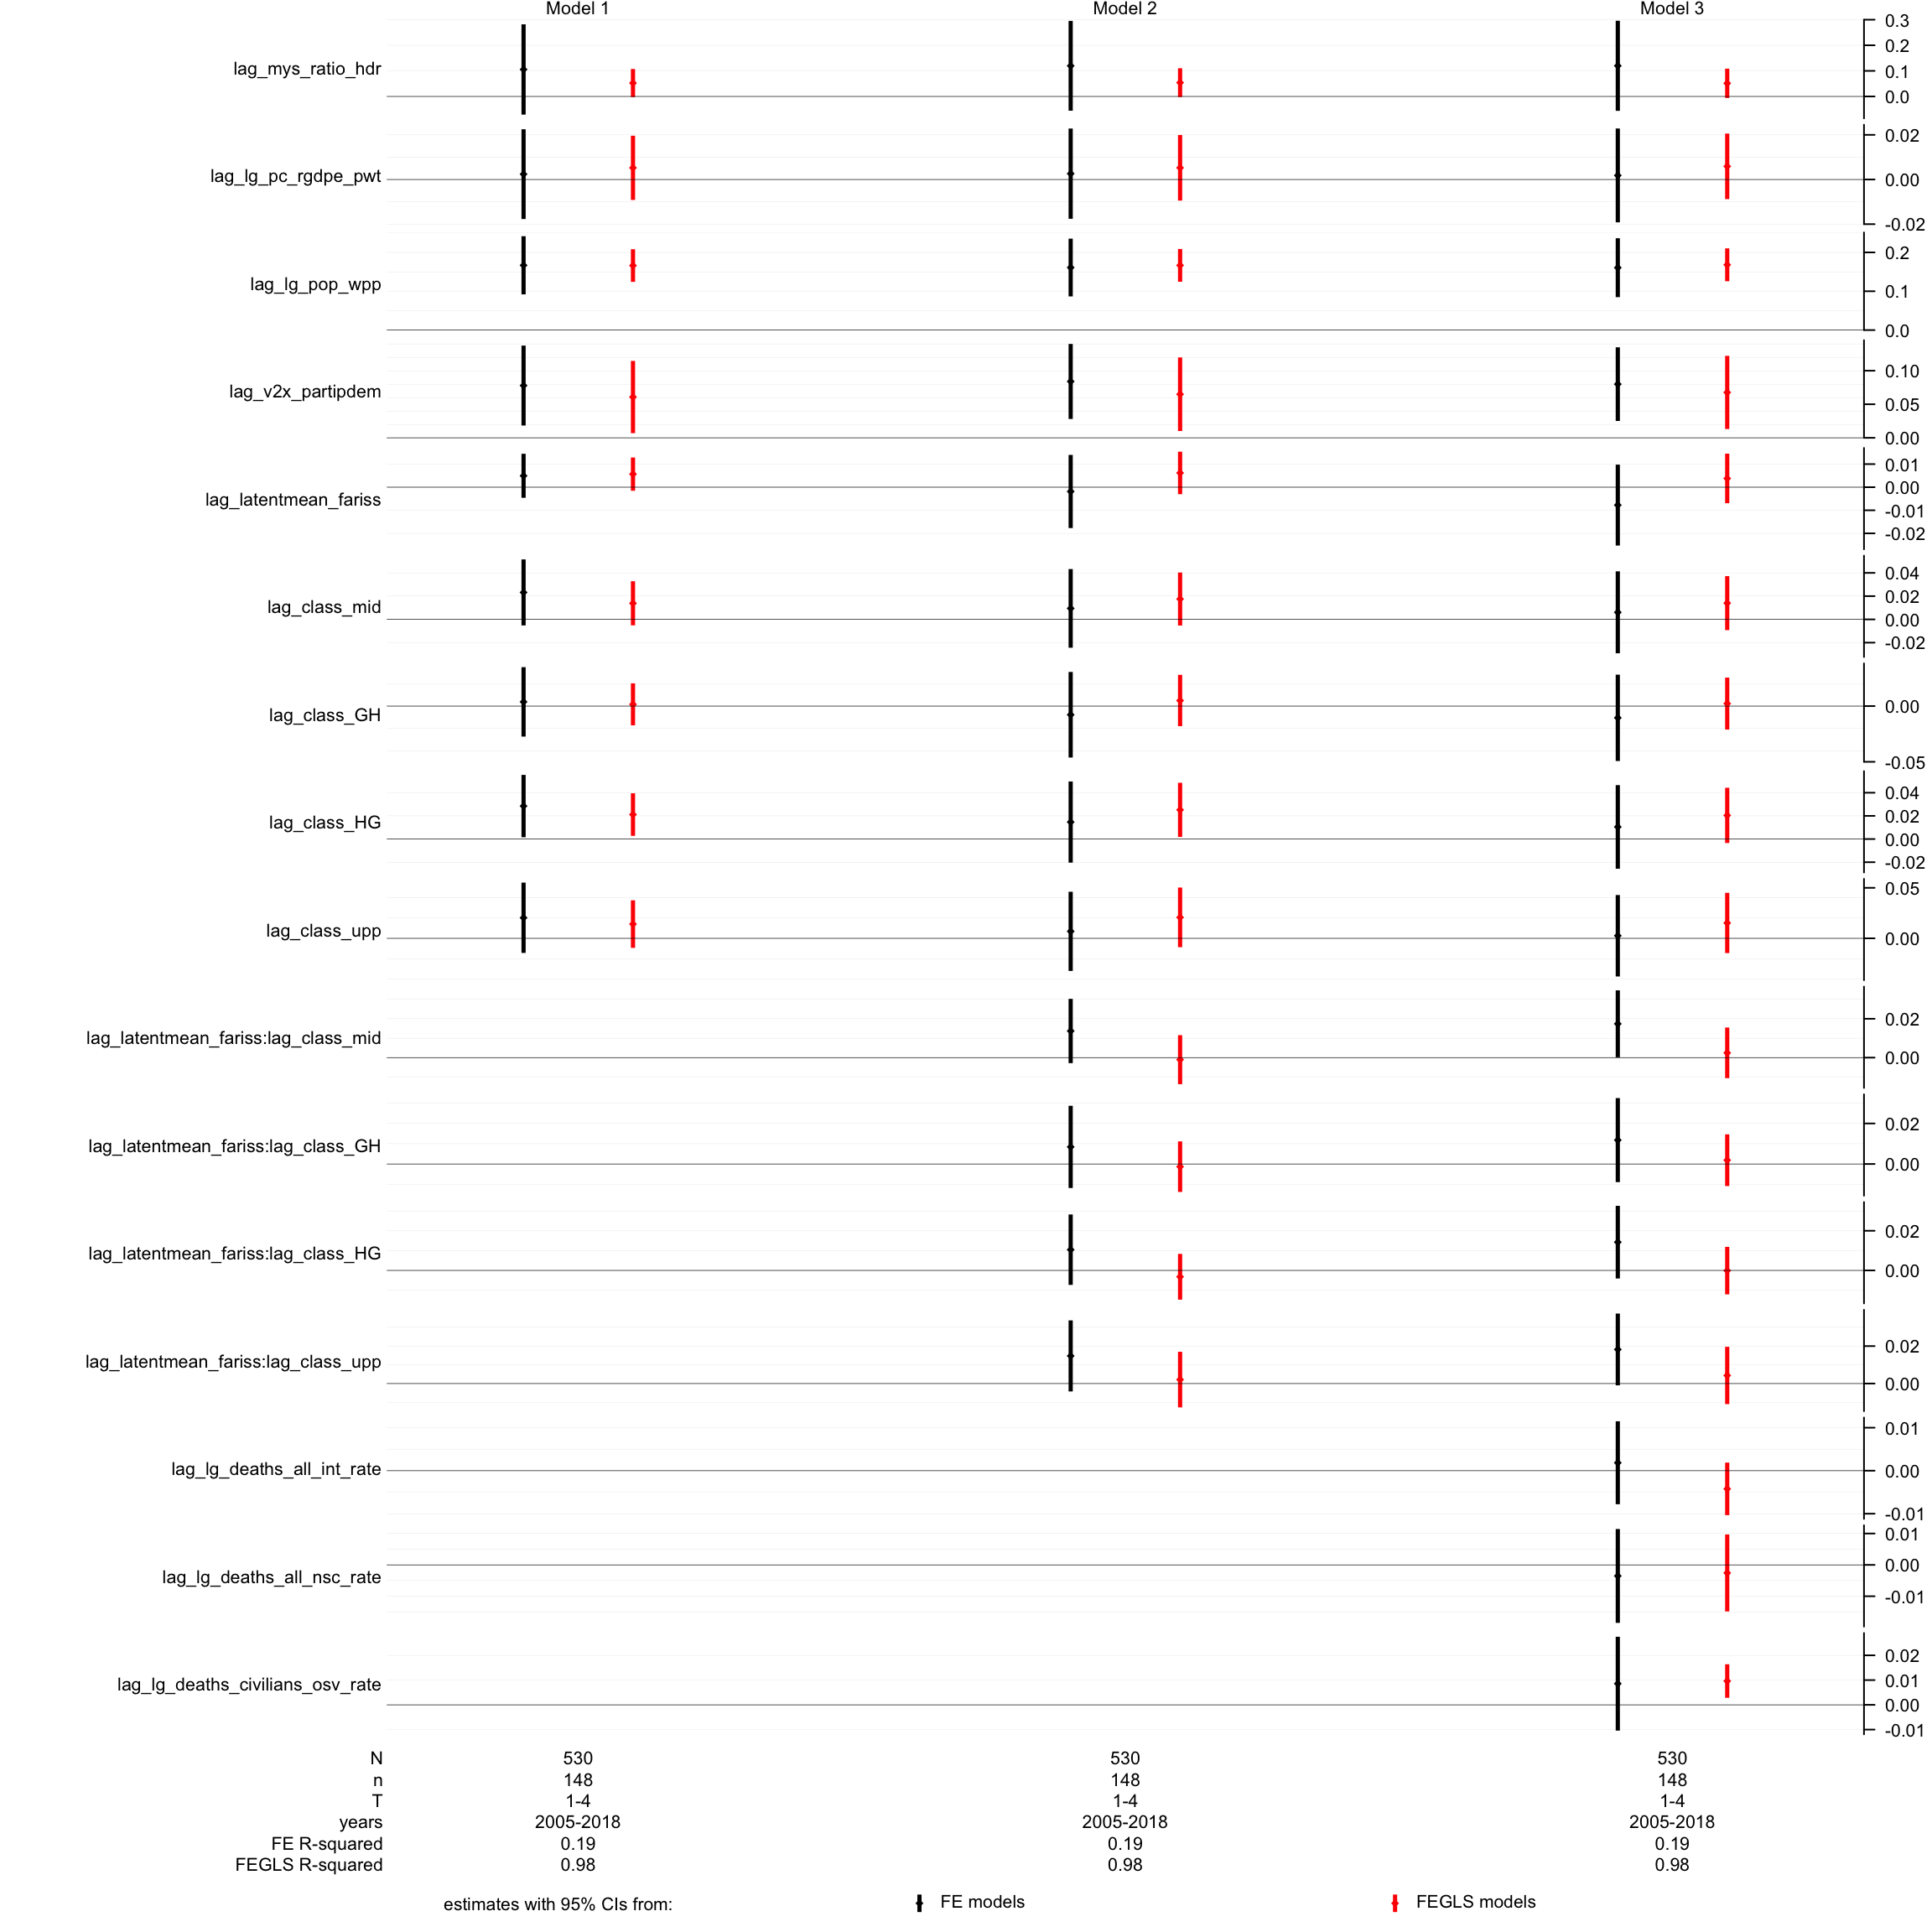 Model 1 Model 2 Model 3
lag_mys_ratio_hdr
0.3
0.2
0.1
0.0
lag_lg_pc_rgdpe_pwt
0.02
0.00
-0.02
lag_lg_pop_wpp
0.2
0.1
0.0
lag_v2x_partipdem
0.10
0.05
0.00
lag_latentmean_fariss
0.01
0.00
-0.01
-0.02
lag_class_mid
0.04
0.02
0.00
-0.02
lag_class_GH
0.00
-0.05
lag_class_HG
0.04
0.02
0.00
-0.02
lag_class_upp
0.05
0.00
lag_latentmean_fariss:lag_class_mid
0.02
0.00
lag_latentmean_fariss:lag_class_GH
0.02
0.00
lag_latentmean_fariss:lag_class_HG
0.02
0.00
lag_latentmean_fariss:lag_class_upp
0.02
0.00
lag_lg_deaths_all_int_rate
0.01
0.00
-0.01
lag_lg_deaths_all_nsc_rate
0.01
0.00
-0.01
lag_lg_deaths_civilians_osv_rate
0.02
0.01
0.00
-0.01
N 530 530 530
n 148 148 148
T 1-4 1-4 1-4
years 2005-2018 2005-2018 2005-2018
FE R-squared 0.19 0.19 0.19
FEGLS R-squared 0.98 0.98 0.98
estimates with 95% CIs from: FE models FEGLS models